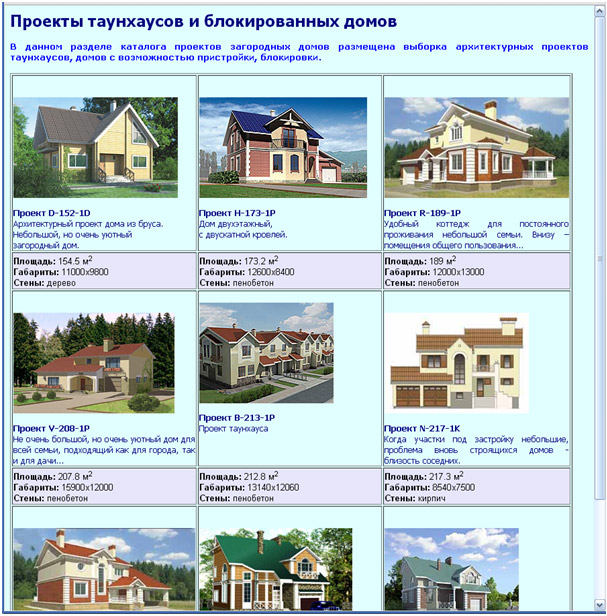 Проекты таунхаусов и блокированных домов
В данном разделе каталога проектов загородных домов размещена выборка архитектурных проектов
таунхаусов, домов с возможностью пристройки, блокировки.
Проект D-152-1D
Архитектурный проект дома из бруса.
Небольшой, но очень уютный
загородный дом.
Площадь: 154.5 м2
Габариты: 11000x9800
Стены: дерево
Проект H-173-1P
Дом двухэтажный,
с двускатной кровлей.
Площадь: 173.2 м2
Габариты: 12600x8400
Стены: пенобетон
Проект R-189-1P
Удобный коттедж для постоянного
проживания небольшой семьи. Внизу –
помещения общего пользования...
Площадь: 189 м2
Габариты: 12000x13000
Стены: пенобетон
Проект V-208-1P
Не очень большой, но очень уютный дом для
всей семьи, подходящий как для города, так
и для дачи...
Площадь: 207.8 м2
Габариты: 15900x12000
Стены: пенобетон
Проект B-213-1P
Проект таунхауса
Площадь: 212.8 м2
Габариты: 13140x12060
Стены: пенобетон
Проект N-217-1K
Когда участки под застройку небольшие,
проблема вновь строящихся домов -
близость соседних.
Площадь: 217.3 м2
Габариты: 8540x7500
Стены: кирпич